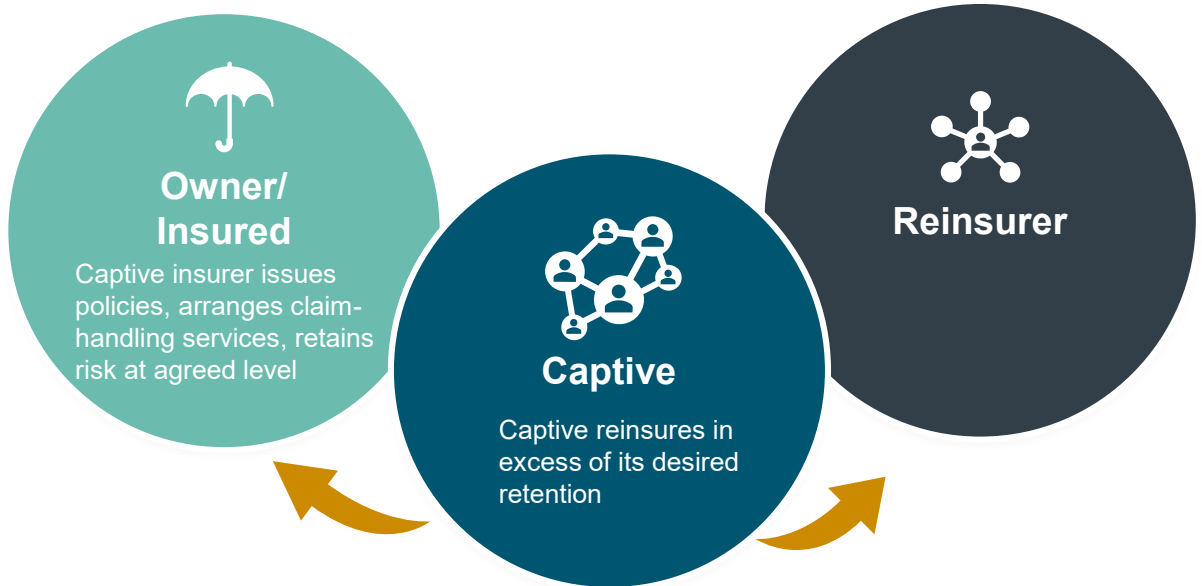 Owner/
Insured
Captive insurer issues
policies, arranges claim-
handling services, retains
risk at agreed level
Captive
Captive reinsures in
excess of its desired
retention
Reinsurer